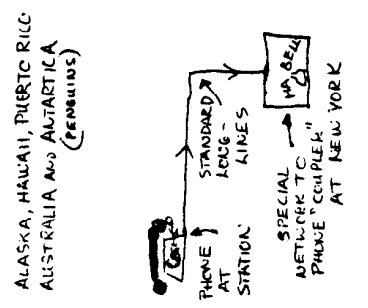 ALASKA, HAWAII, PUERTO RICO
AUSTRALIA AND ANTARTICA
(PENGUINS)
PHONE
AT
STATION
STANDARD
LONG-
LINES
MA BELL
SPECIAL
NETWORK TO
PHONE "COUPLER"
AT NEW YORK